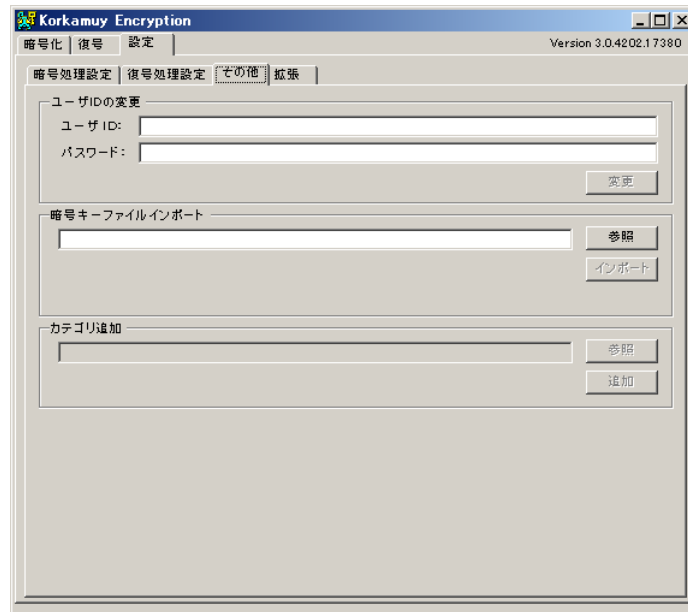 Korkamuy Encryption
暗号化 復号 設定 Version 3.0.4202.17380
暗号処理設定 復号処理設定 その他 拡張
ユーザIDの変更
ユーザID:
パスワード:
変更
暗号キーファイルインポート
参照
インポート
カテゴリ追加
参照
追加